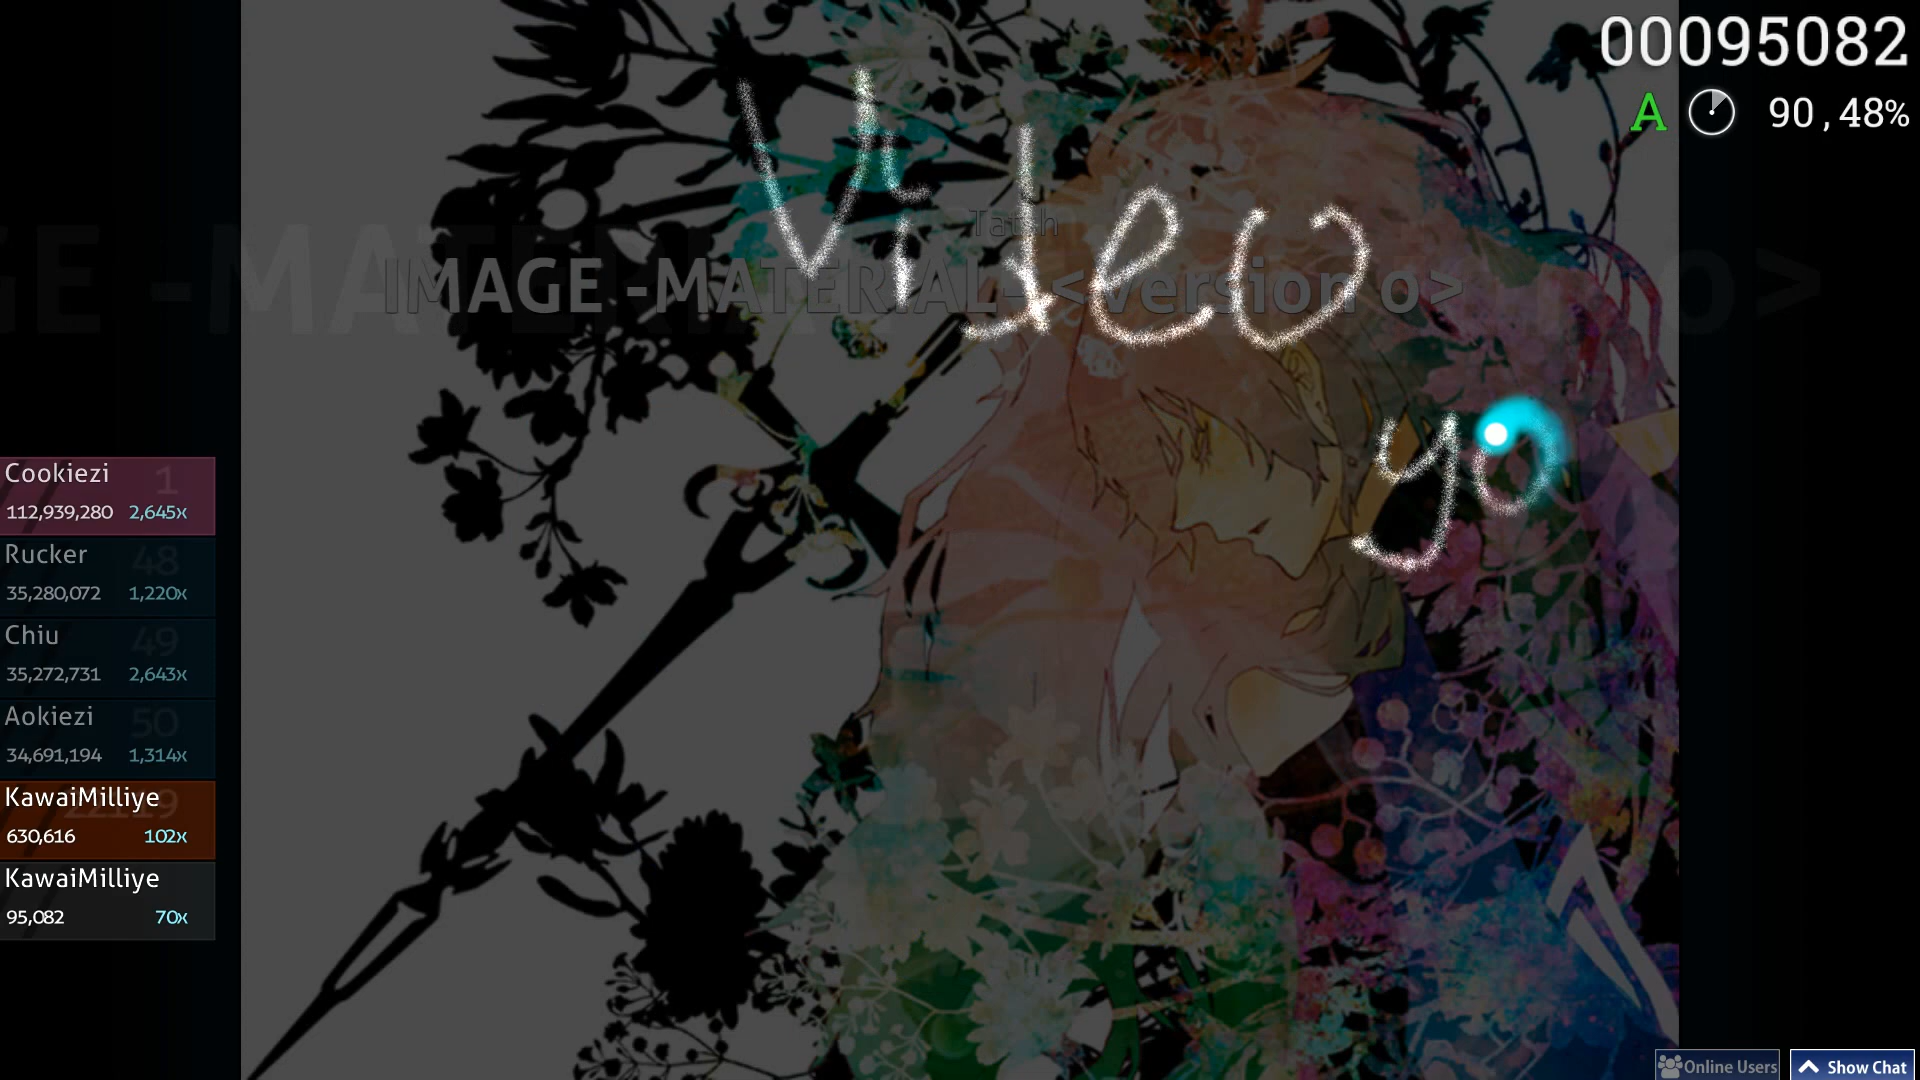 00095082
A 90,48%
Video
Tatsh
IMAGE -MATERIAL- <Version 0>
yo
Cookiezi 1
112,939,280 2,645x
Rucker 48
35,280,072 1,220x
Chiu 49
35,272,731 2,643x
Aokiezi 50
34,691,194 1,314x
KawaiMilliye
630,616 102x
KawaiMilliye
95,082 70x
Online Users Show Chat